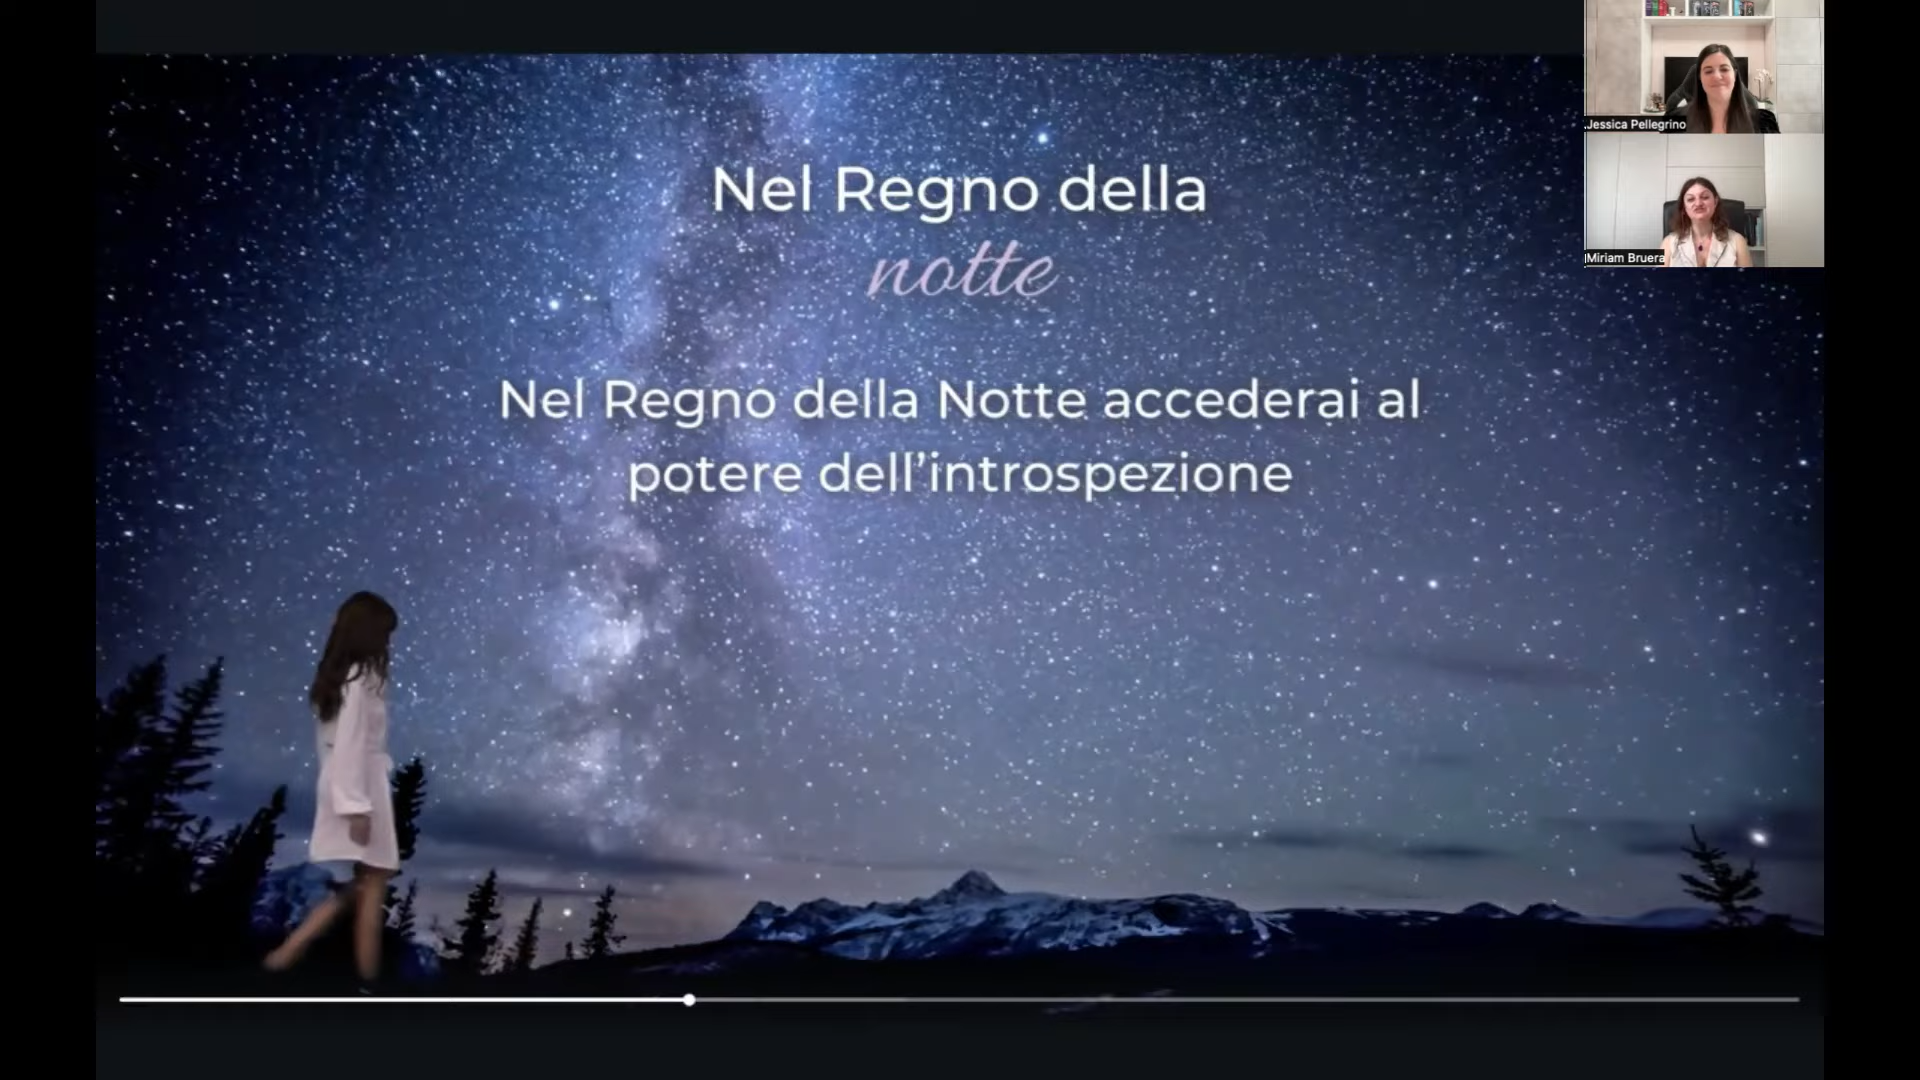 Nel Regno della
notte
Nel Regno della Notte accederai al
potere dell'introspezione
Jessica Pellegrino
Miriam Bruera